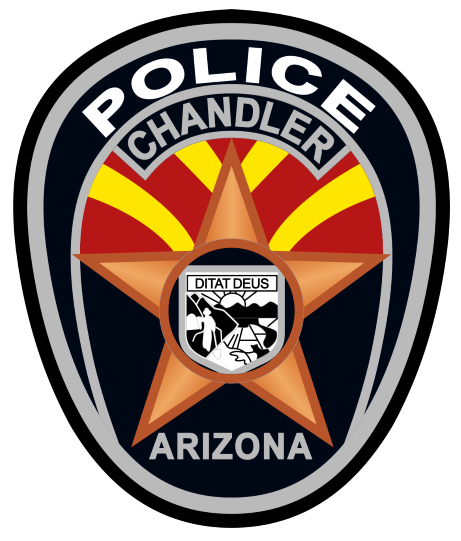 POLICE
CHANDLER
DITAT DEUS
ARIZONA